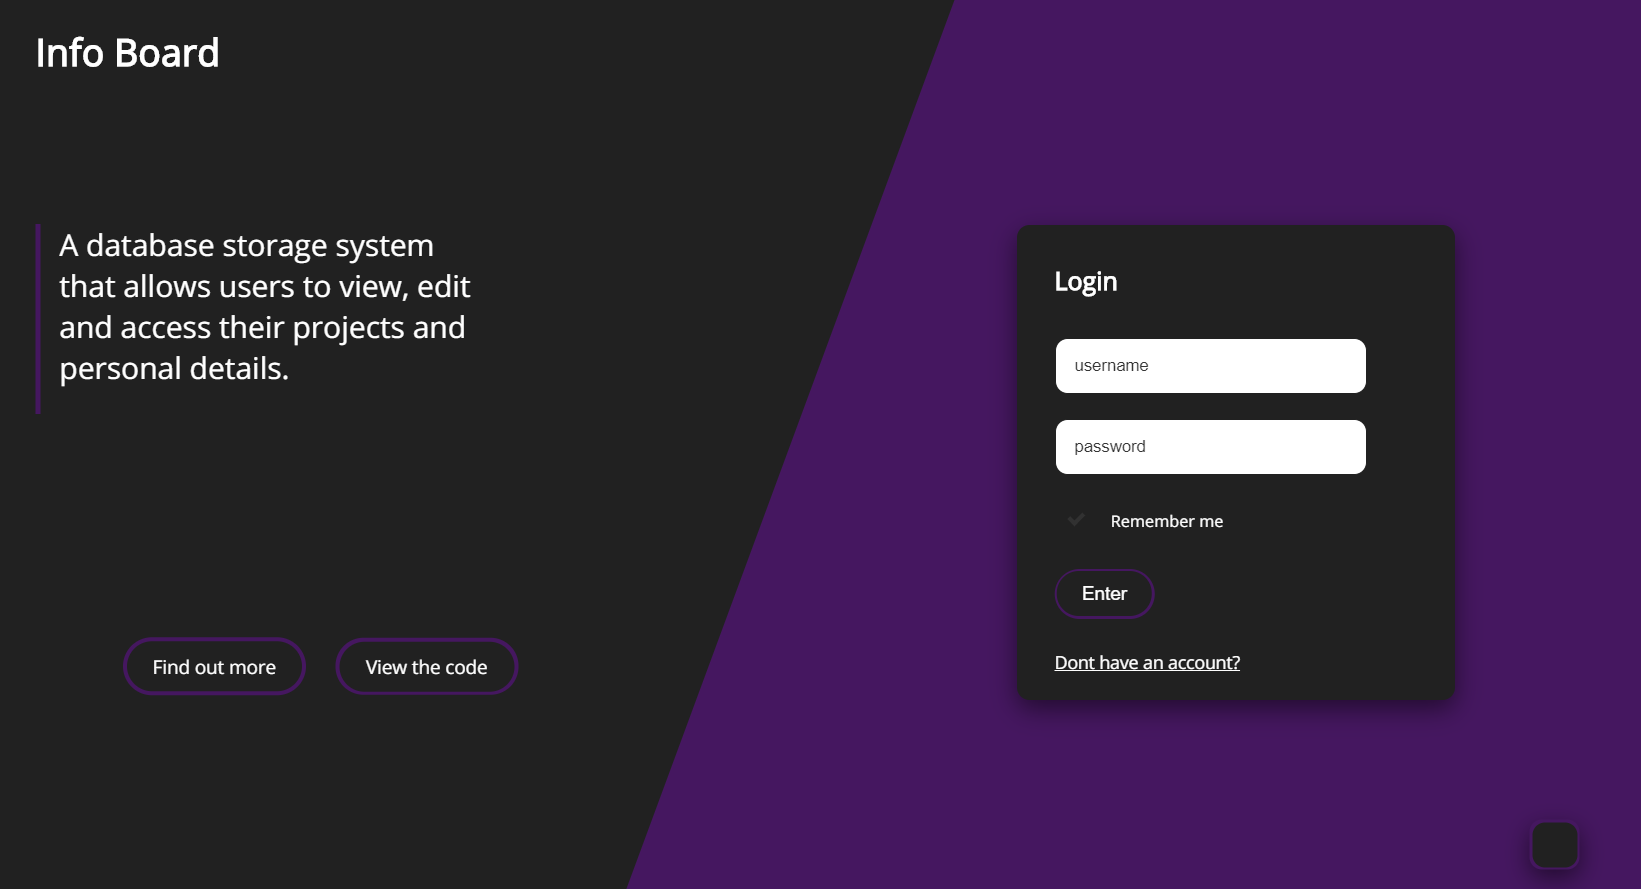 Info Board
A database storage system
that allows users to view, edit
and access their projects and
personal details.
Find out more
View the code
Login
username
password
Remember me
Enter
Dont have an account?